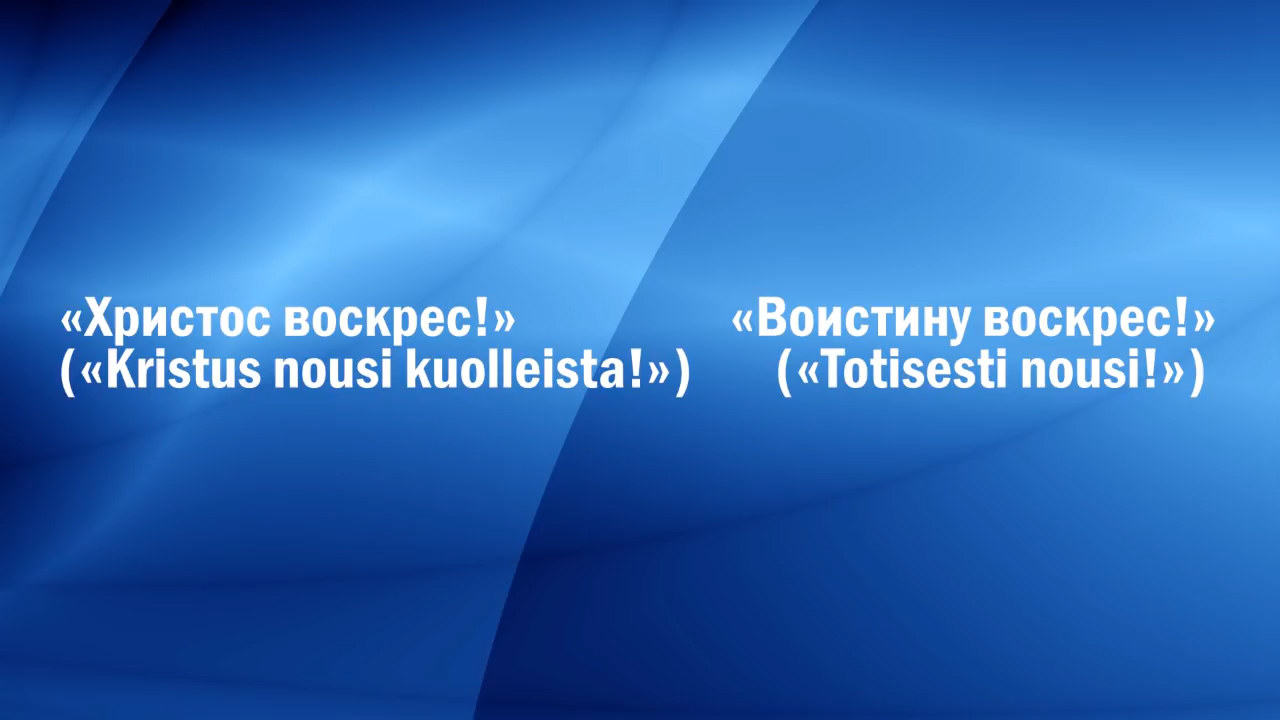 «Христос воскрес!»
(«Kristus nousi kuolleista!»)
«Воистину воскрес!»
(«Totisesti nousi!»)